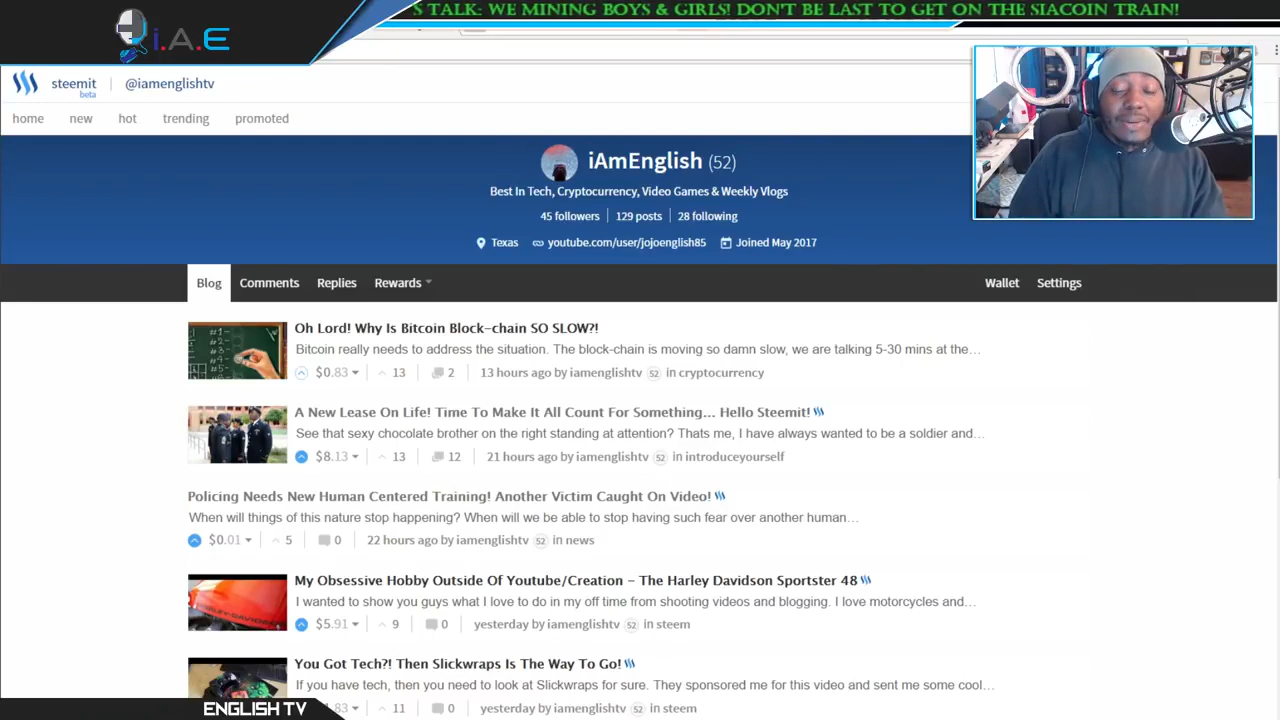 S TALK: WE MINING BOYS & GIRLS! DON'T BE LAST TO GET ON THE SIACOIN TRAIN!
i.A.E
steemit
beta
@iamenglishtv
home new hot trending promoted
iAmEnglish (52)
Best In Tech, Cryptocurrency, Video Games & Weekly Vlogs
45 followers 129 posts 28 following
Texas youtube.com/user/jojoenglish85 Joined May 2017
Blog Comments Replies Rewards Wallet Settings
Oh Lord! Why Is Bitcoin Block-chain SO SLOW?!
Bitcoin really needs to address the situation. The block-chain is moving so damn slow, we are talking 5-30 mins at the…
$0.83 13 2 13 hours ago by iamenglishtv 52 in cryptocurrency
A New Lease On Life! Time To Make It All Count For Something... Hello Steemit!
See that sexy chocolate brother on the right standing at attention? Thats me, I have always wanted to be a soldier and…
$8.13 13 12 21 hours ago by iamenglishtv 52 in introduceyourself
Policing Needs New Human Centered Training! Another Victim Caught On Video!
When will things of this nature stop happening? When will we be able to stop having such fear over another human…
$0.01 5 0 22 hours ago by iamenglishtv 52 in news
My Obsessive Hobby Outside Of Youtube/Creation - The Harley Davidson Sportster 48
I wanted to show you guys what I love to do in my off time from shooting videos and blogging. I love motorcycles and…
$5.91 9 0 yesterday by iamenglishtv 52 in steem
You Got Tech?! Then Slickwraps Is The Way To Go!
If you have tech, then you need to look at Slickwraps for sure. They sponsored me for this video and sent me some cool…
.83 11 0 yesterday by iamenglishtv 52 in steem
ENGLISH TV